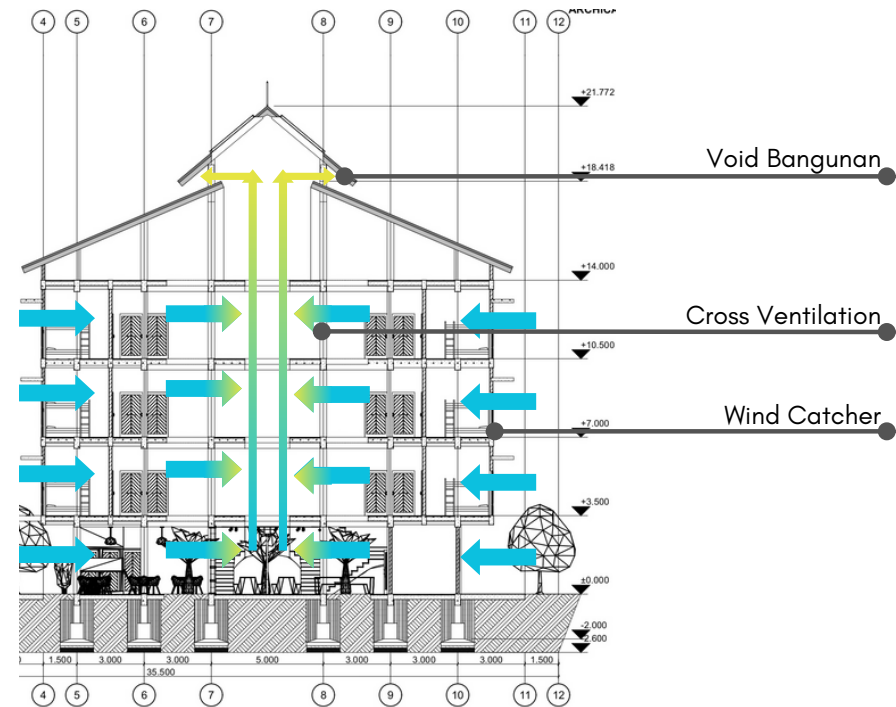 4 5 6 7 8 9 10 11 12
+21.772
Void Bangunan
+18.418
+14.000
Cross Ventilation
+10.500
Wind Catcher
+7.000
+3.500
±0.000
-2.000
-2.600
1.500 3.000 3.000 5.000 3.000 3.000 3.000 1.500
35.500
4 5 6 7 8 9 10 11 12